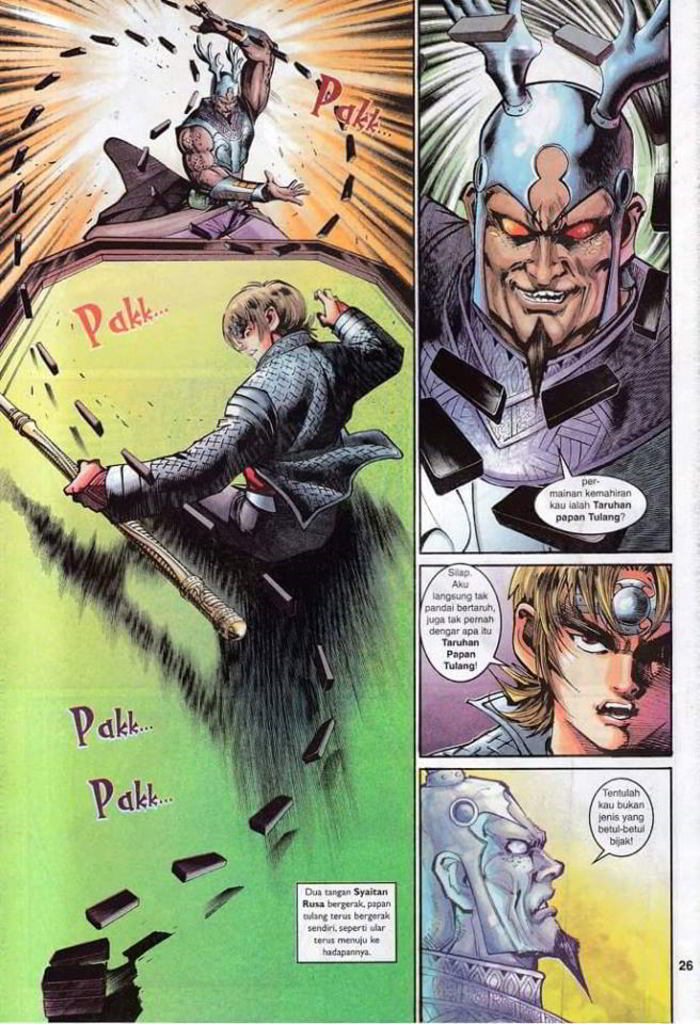 Pakk...
Pakk...
Pakk...
Pakk...
Dua tangan Syaitan
Rusa bergerak, papan
tulang terus bergerak
sendiri, seperti ular
terus menuju ke
hadapannya.
per-
mainan kemahiran
kau ialah Taruhan
papan Tulang?
Silap.
Aku
langsung tak
pandai bertaruh,
juga tak pernah
dengar apa itu
Taruhan
Papan
Tulang!
Tentulah
kau bukan
jenis yang
betul-betul
bijak!
26